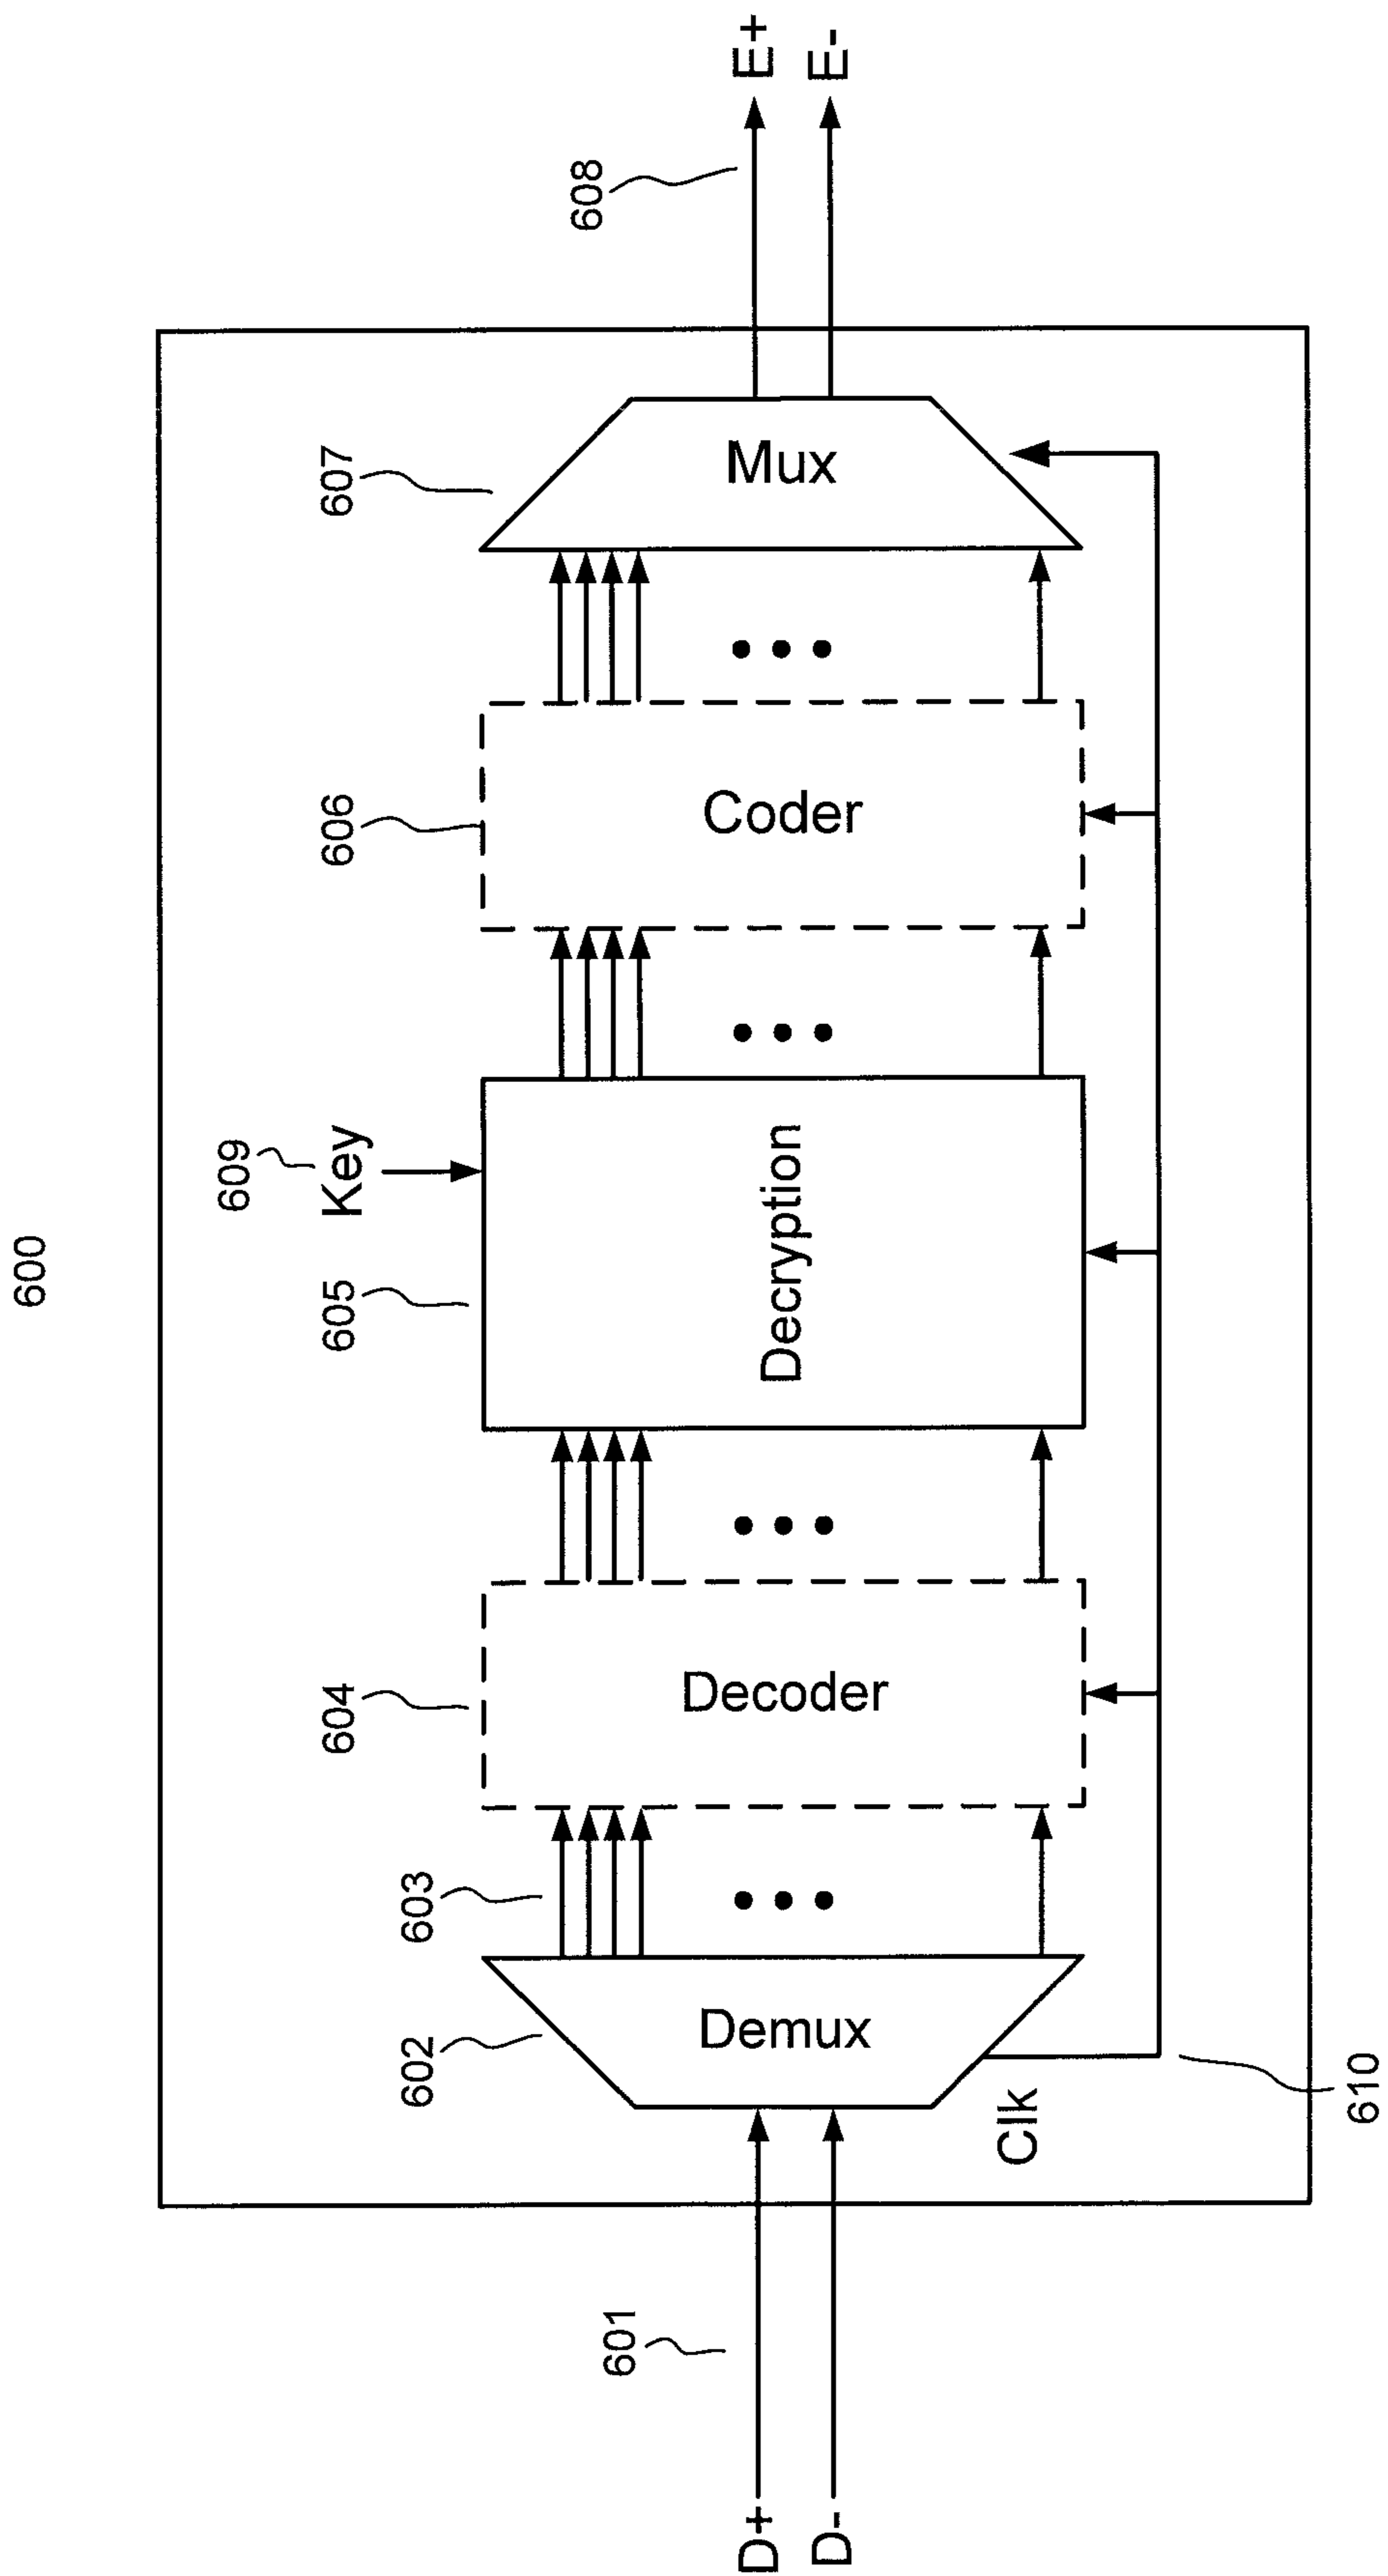 600
609
Key
605
604
606
607
603
602
608
601
D+
D-
Demux
Decoder
Decryption
Coder
Mux
E+
E-
Clk
610